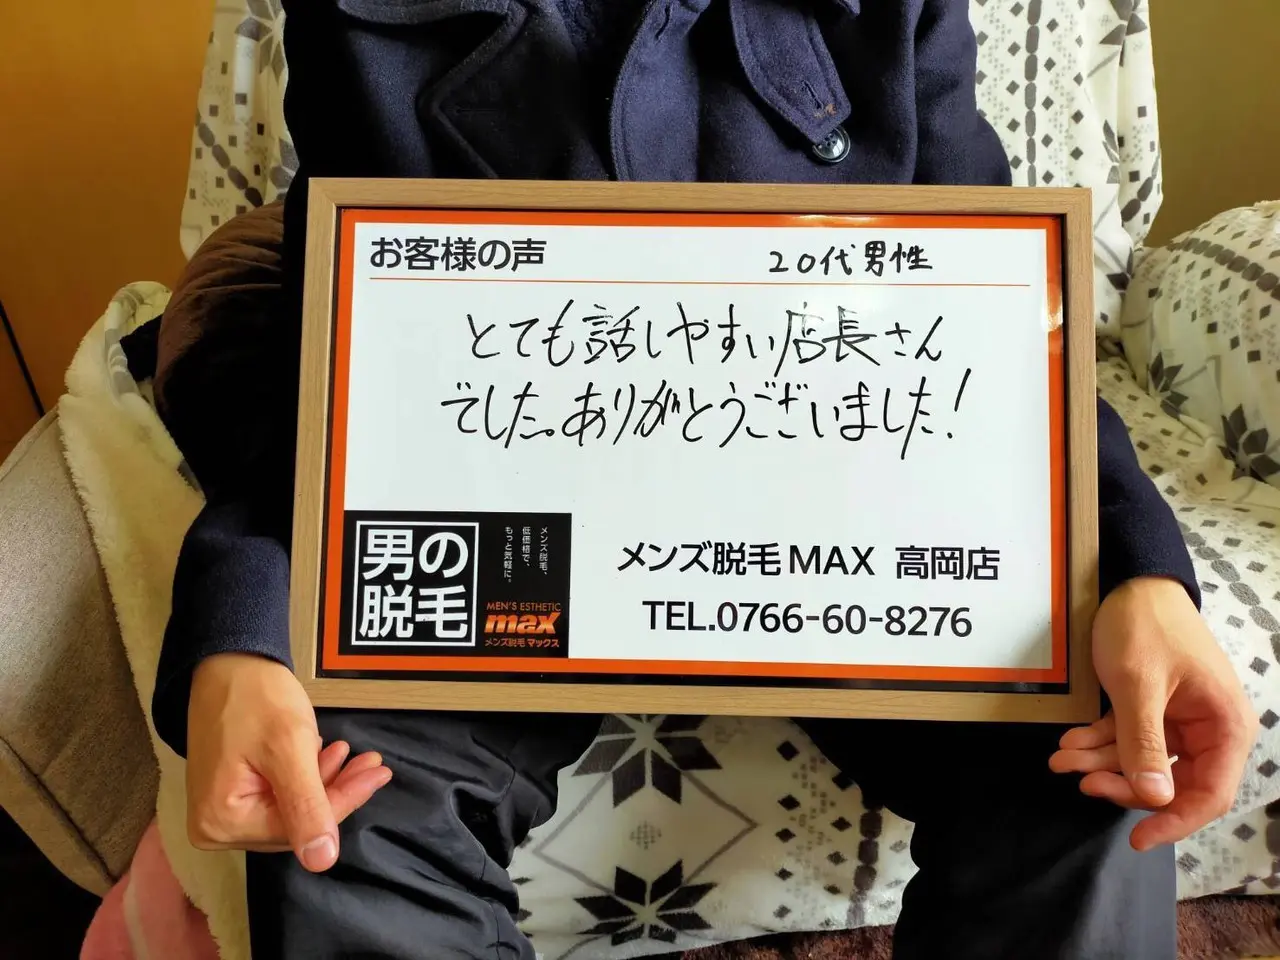 お客様の声
20代男性
とても話しやすい店長さん
でした。ありがとうございました!
男の
脱毛
メンズ脱毛、
低価格で、
もっと気軽に。
MEN'S ESTHETIC
max
メンズ脱毛マックス
メンズ脱毛MAX 高岡店
TEL.0766-60-8276